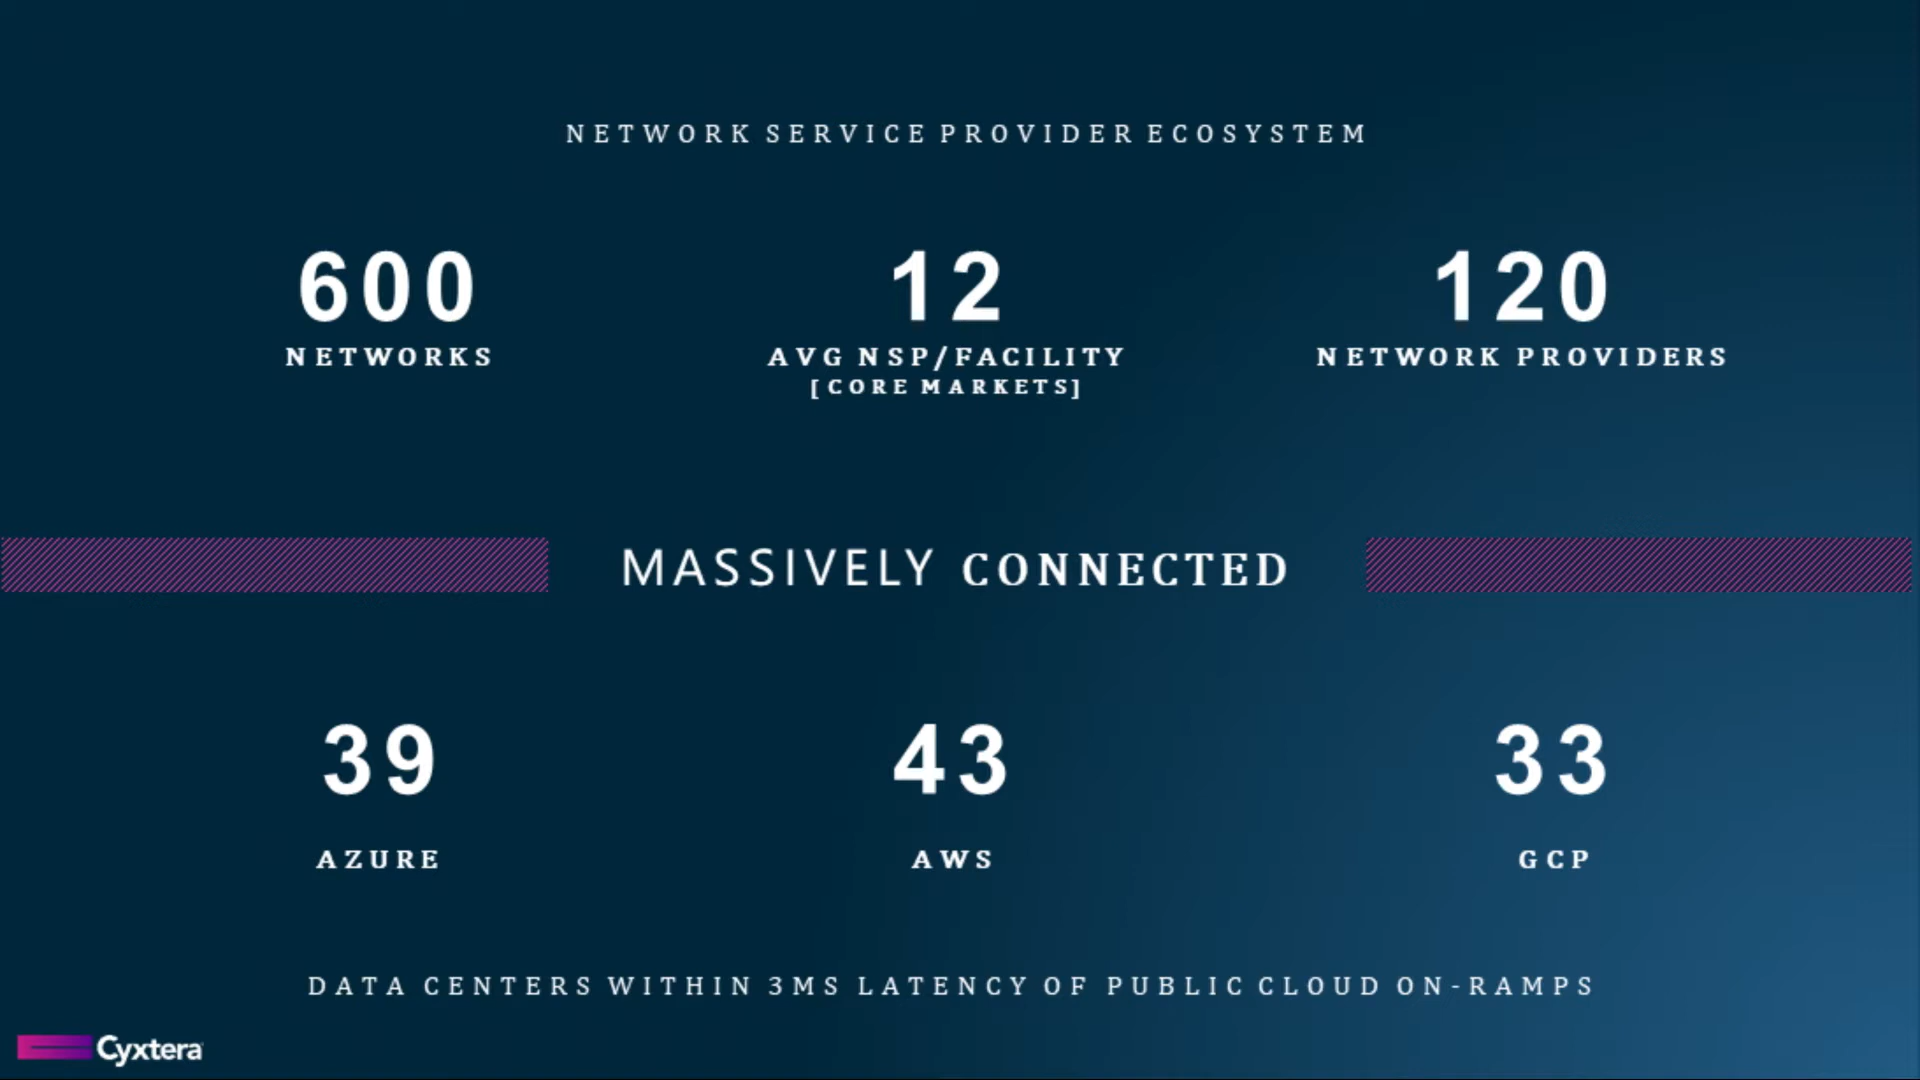 NETWORK SERVICE PROVIDER ECOSYSTEM
600
NETWORKS
12
AVG NSP/FACILITY
[CORE MARKETS]
120
NETWORK PROVIDERS
MASSIVELY CONNECTED
39
AZURE
43
AWS
33
GCP
DATA CENTERS WITHIN 3MS LATENCY OF PUBLIC CLOUD ON-RAMPS
Cyxtera